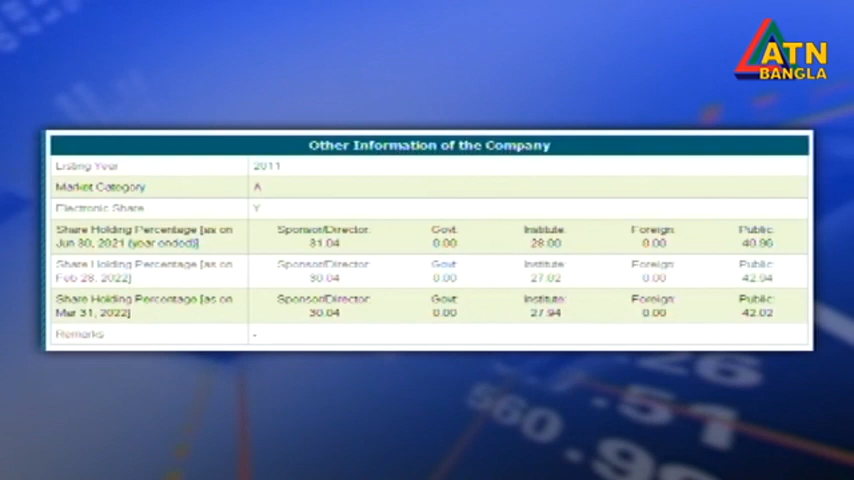 ATN
BANGLA
Other Information of the Company
Listing Year 2011
Market Category A
Electronic Share Y
Share Holding Percentage [as on Sponsor/Director: Govt: Institute: Foreign: Public:
Jun 30, 2021 (year ended)] 31.04 0.00 28.00 0.00 40.96
Share Holding Percentage [as on Sponsor/Director: Govt: Institute: Foreign: Public:
Feb 28, 2022] 30.04 0.00 27.02 0.00 42.94
Share Holding Percentage [as on Sponsor/Director: Govt: Institute: Foreign: Public:
Mar 31, 2022] 30.04 0.00 27.94 0.00 42.02
Remarks -
26
.51
560